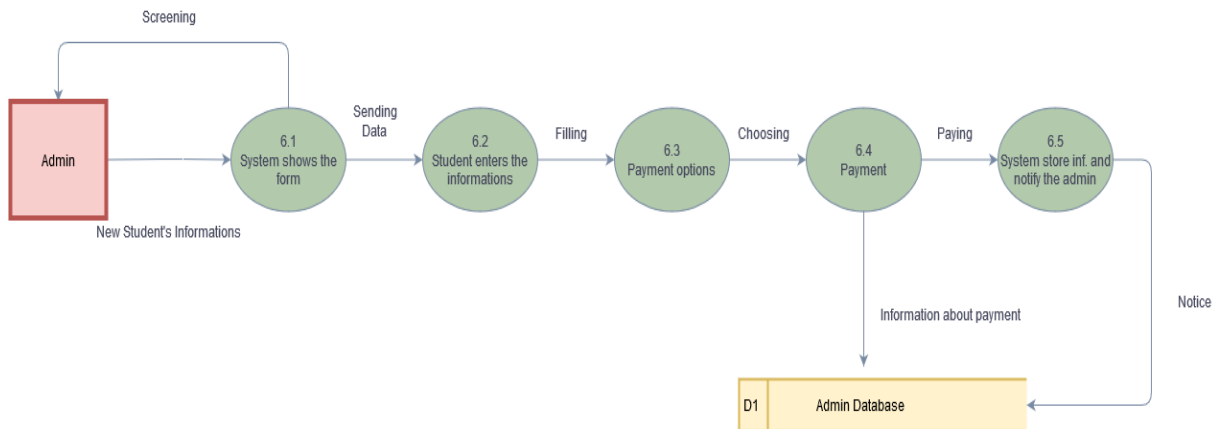 Screening
Admin
New Student's Informations
6.1
System shows the
form
Sending
Data
6.2
Student enters the
informations
Filling
6.3
Payment options
Choosing
6.4
Payment
Paying
6.5
System store inf. and
notify the admin
Information about payment
Notice
D1
Admin Database